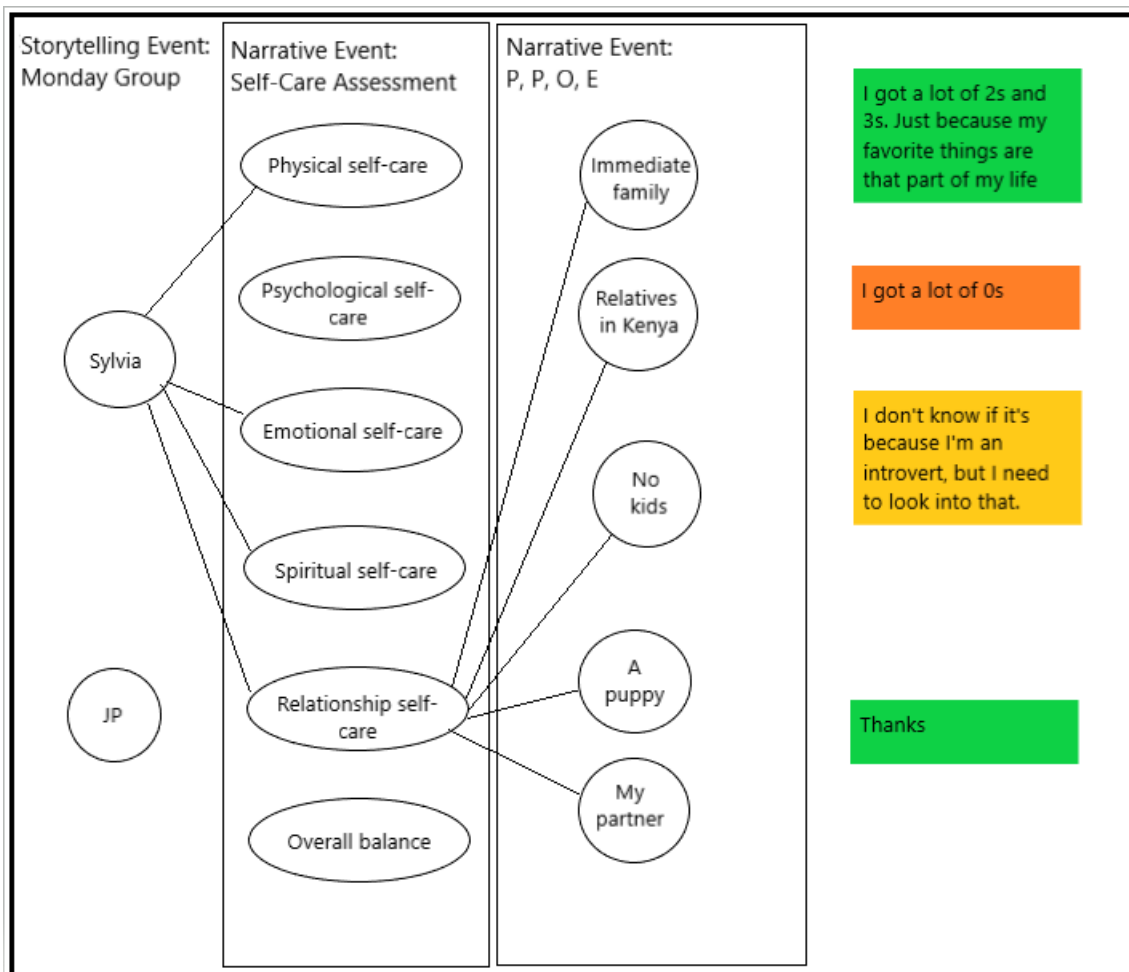 Storytelling Event:
Monday Group
Narrative Event:
Self-Care Assessment
Physical self-care
Psychological self-
care
Emotional self-care
Spiritual self-care
Relationship self-
care
Overall balance
Sylvia
JP
Narrative Event:
P, P, O, E
Immediate
family
Relatives
in Kenya
No
kids
A
puppy
My
partner
I got a lot of 2s and
3s. Just because my
favorite things are
that part of my life
I got a lot of 0s
I don't know if it's
because I'm an
introvert, but I need
to look into that.
Thanks